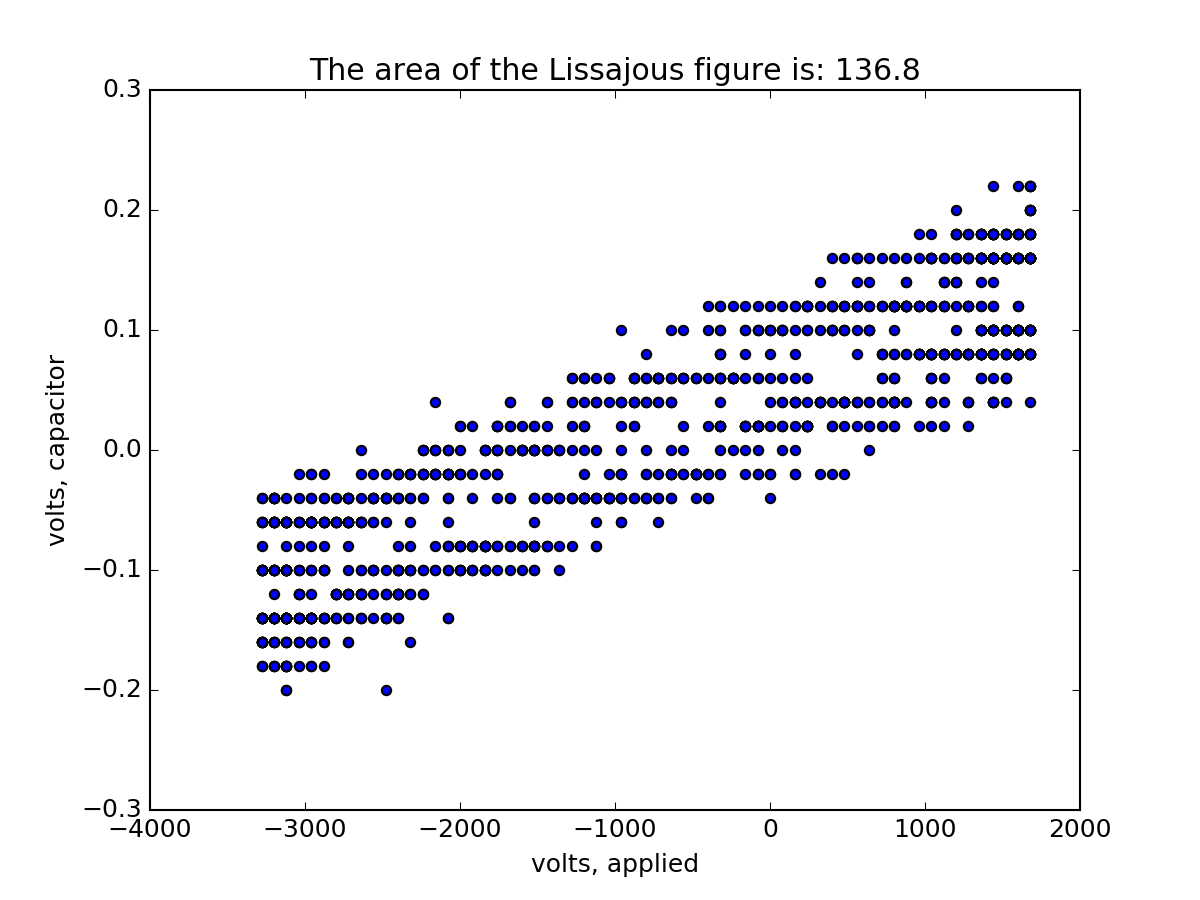 The area of the Lissajous figure is: 136.8
0.3
0.2
0.1
0.0
−0.1
−0.2
−0.3
volts, capacitor
−4000 −3000 −2000 −1000 0 1000 2000
volts, applied